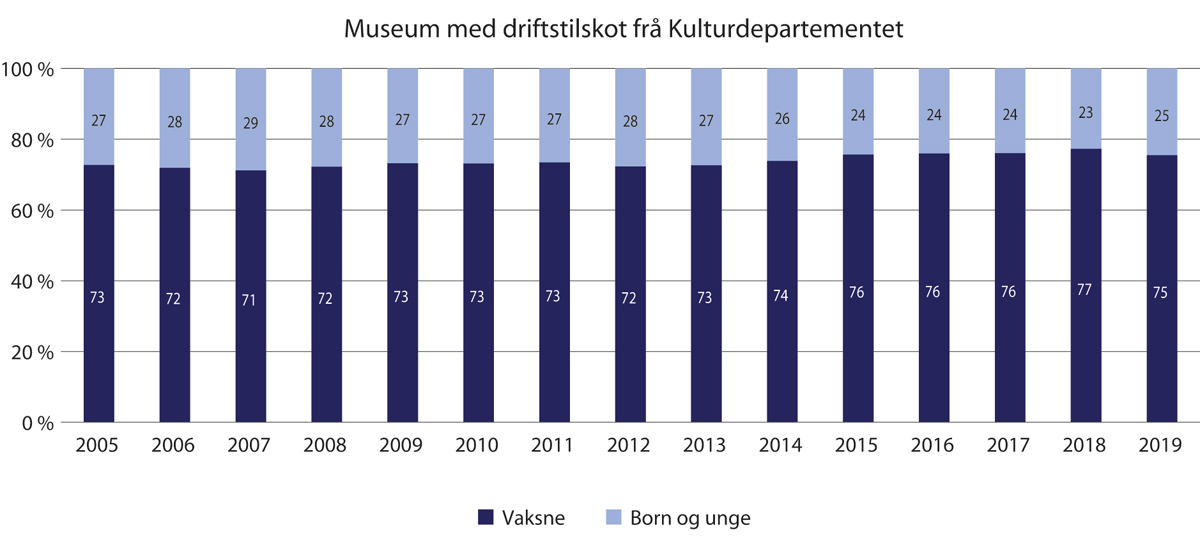 Museum med driftstilskot frå Kulturdepartementet
100 %
80 %
60 %
40 %
20 %
0 %
27 28 29 28 27 27 27 28 27 26 24 24 24 23 25
73 72 71 72 73 73 73 72 73 74 76 76 76 77 75
2005 2006 2007 2008 2009 2010 2011 2012 2013 2014 2015 2016 2017 2018 2019
Vaksne Born og unge